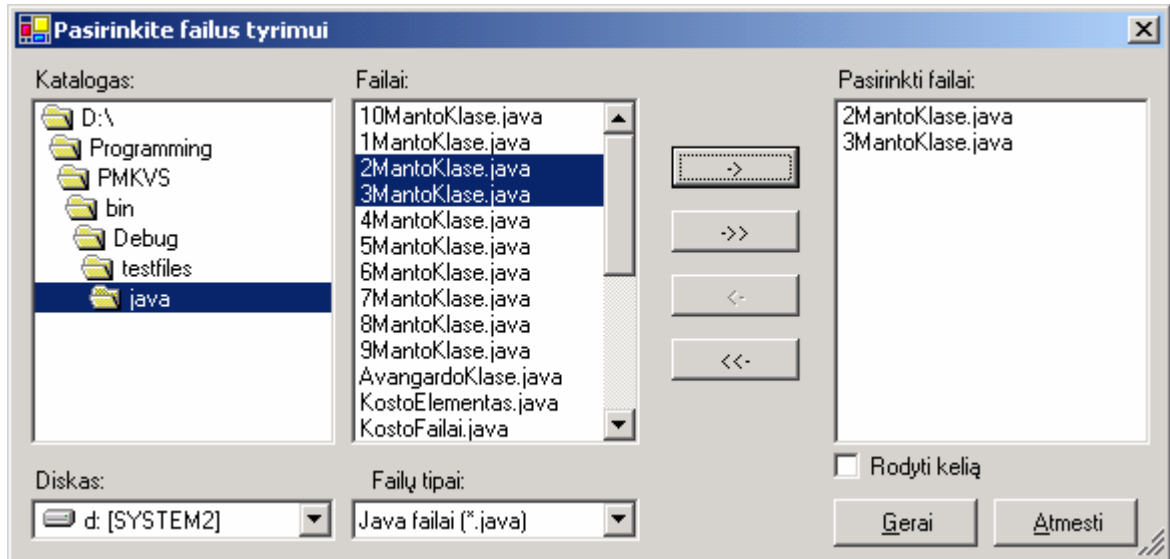 Pasirinkite failus tyrimui
Katalogas:
D:\
Programming
PMKVS
bin
Debug
testfiles
java
Failai:
10MantoKlase.java
1MantoKlase.java
2MantoKlase.java
3MantoKlase.java
4MantoKlase.java
5MantoKlase.java
6MantoKlase.java
7MantoKlase.java
8MantoKlase.java
9MantoKlase.java
AvangardoKlase.java
KostoElementas.java
KostoFailai.java
->
->>
<-
<<-
Pasirinkti failai:
2MantoKlase.java
3MantoKlase.java
Rodyti kelią
Diskas:
d: [SYSTEM2]
Failų tipai:
Java failai (*.java)
Gerai
Atmesti